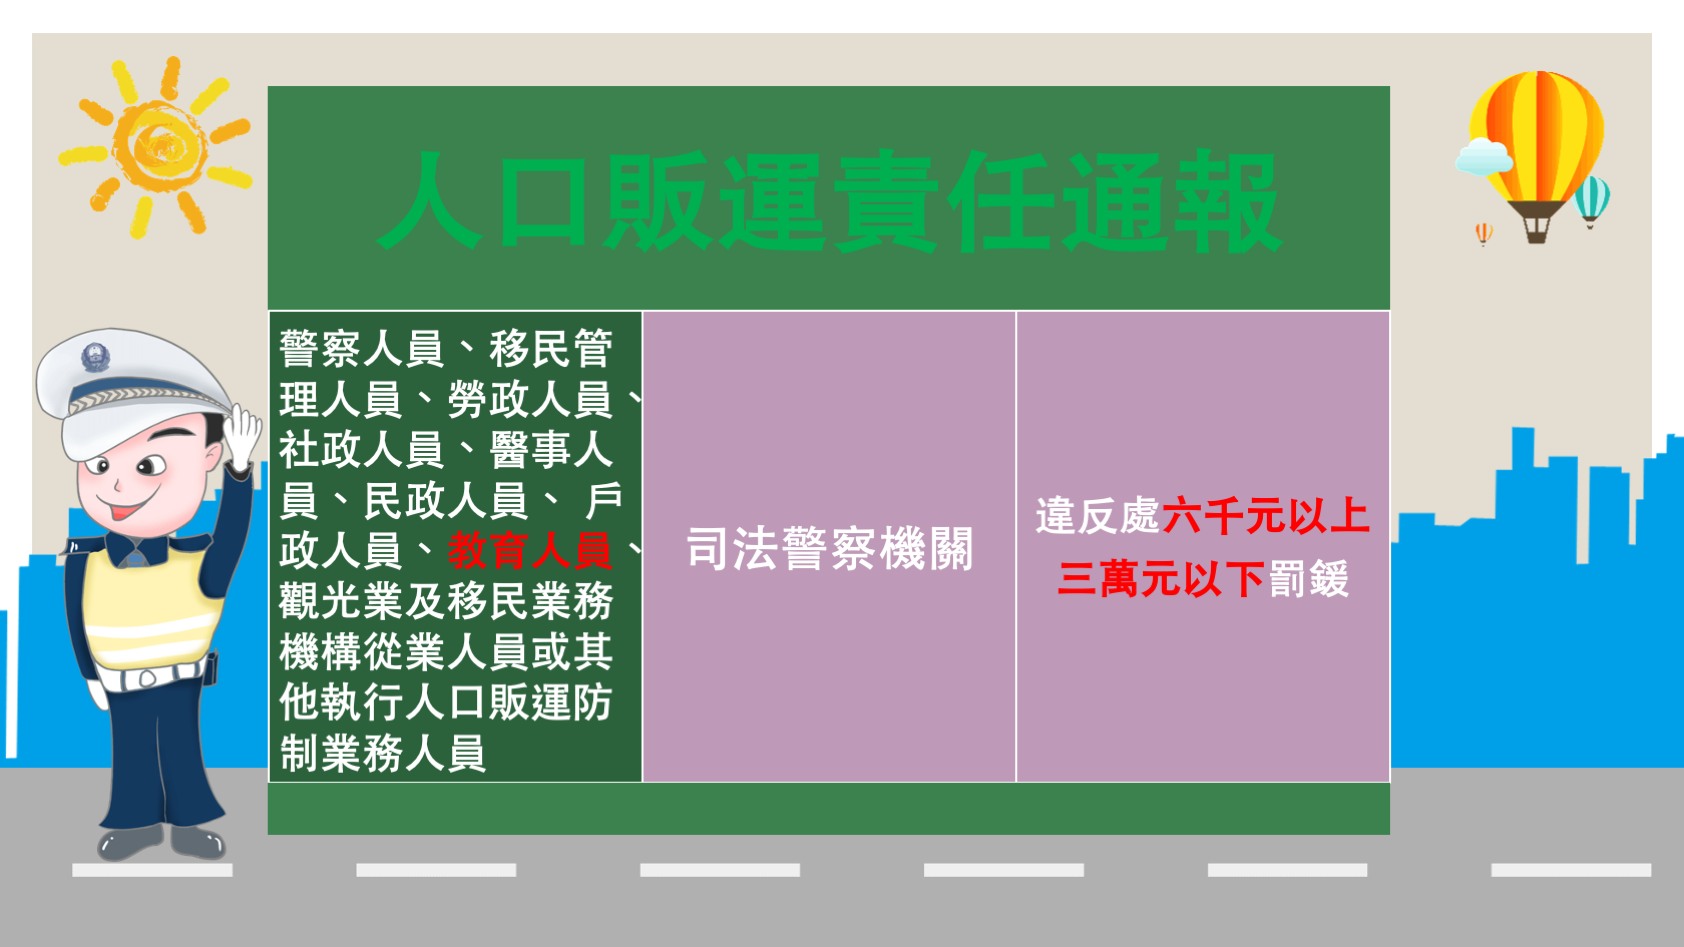 人口販運責任通報
警察人員、移民管
理人員、勞政人員、
社政人員、醫事人
員、民政人員、 戶
政人員、教育人員、
觀光業及移民業務
機構從業人員或其
他執行人口販運防
制業務人員
司法警察機關
違反處六千元以上
三萬元以下罰鍰